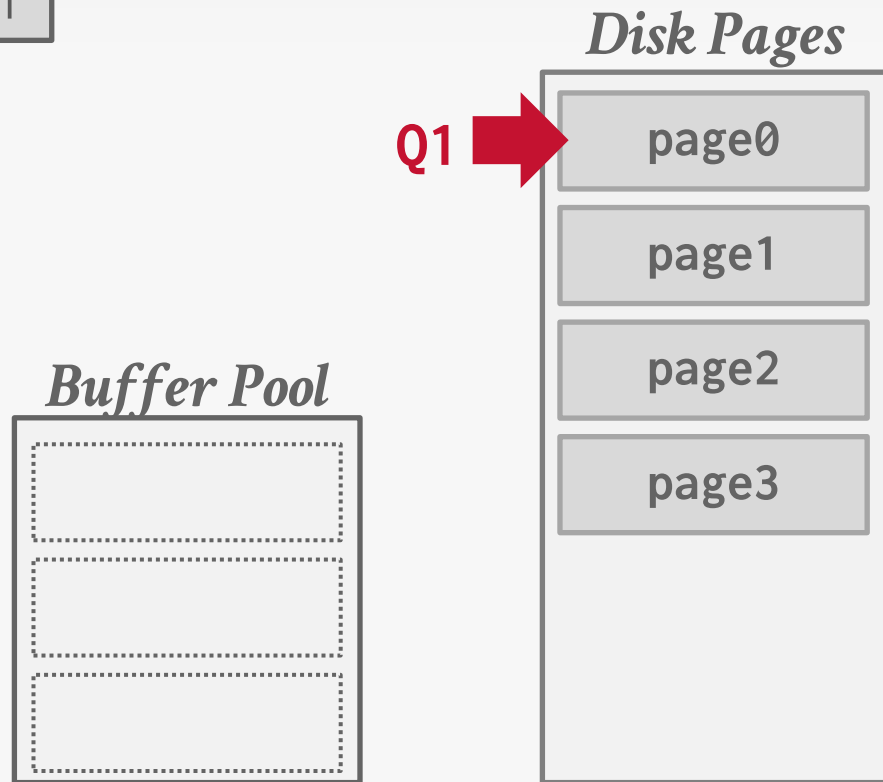 Disk Pages
Q1
page0
page1
page2
page3
Buffer Pool